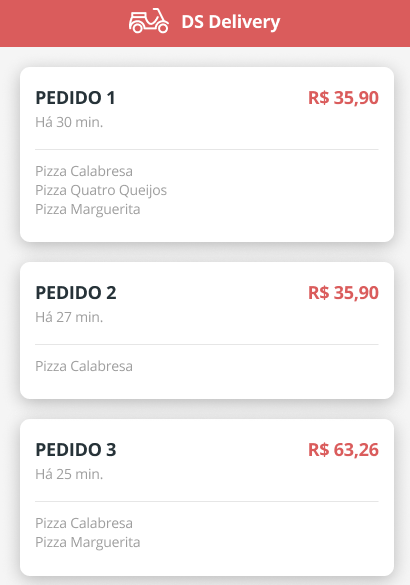 DS Delivery
PEDIDO 1 R$ 35,90
Há 30 min.
Pizza Calabresa
Pizza Quatro Queijos
Pizza Marguerita
PEDIDO 2 R$ 35,90
Há 27 min.
Pizza Calabresa
PEDIDO 3 R$ 63,26
Há 25 min.
Pizza Calabresa
Pizza Marguerita